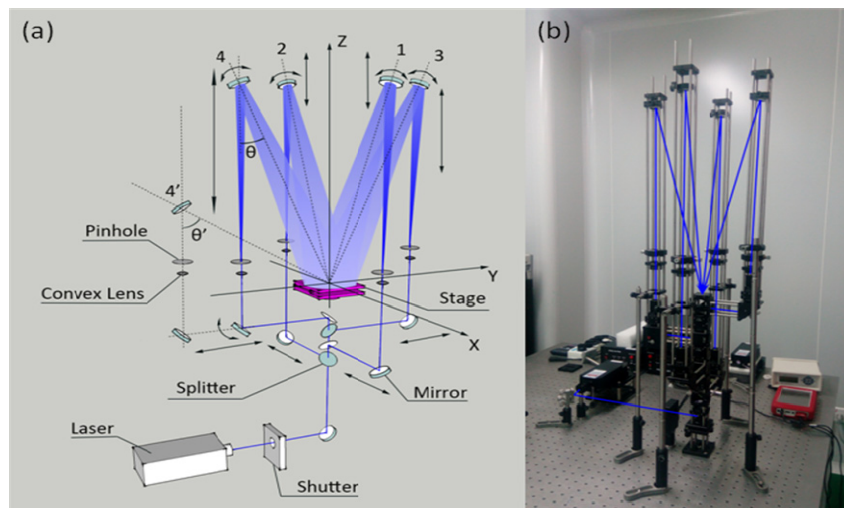 (a)
4
2
Z
1
3
θ
4'
θ'
Pinhole
Convex Lens
Y
Stage
X
Splitter
Mirror
Laser
Shutter
(b)